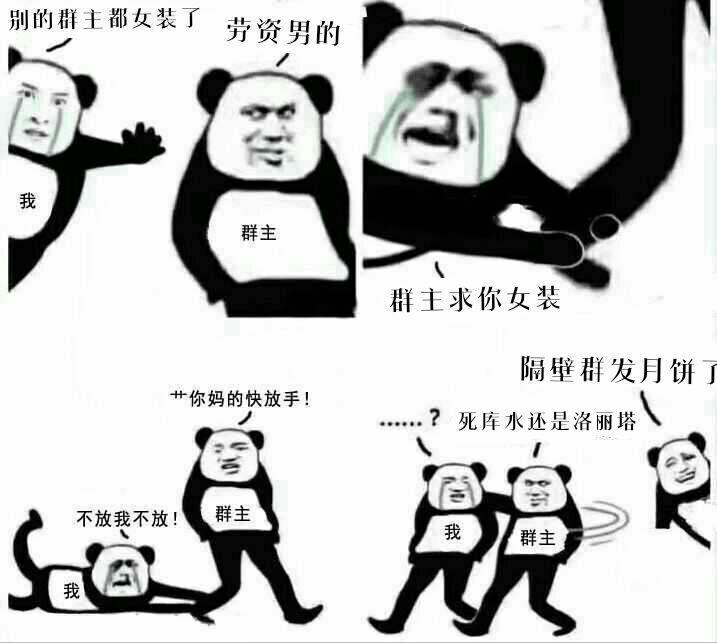 别的群主都女装了
劳资男的
我
群主
群主求你女装
艹你妈的快放手！
群主
不放我不放！
我
隔壁群发月饼了
……？
死库水还是洛丽塔
我
群主